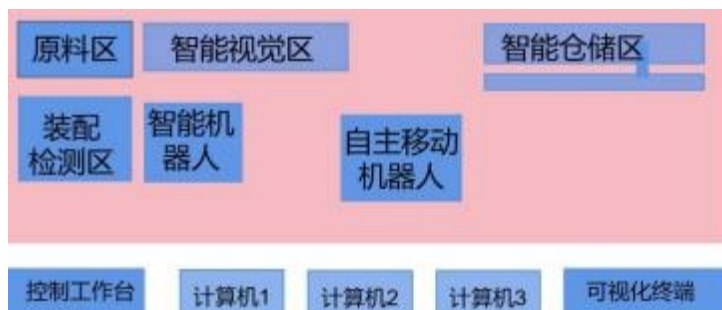 原料区
智能视觉区
智能仓储区
装配
检测区
智能机
器人
自主移动
机器人
控制工作台
计算机1
计算机2
计算机3
可视化终端